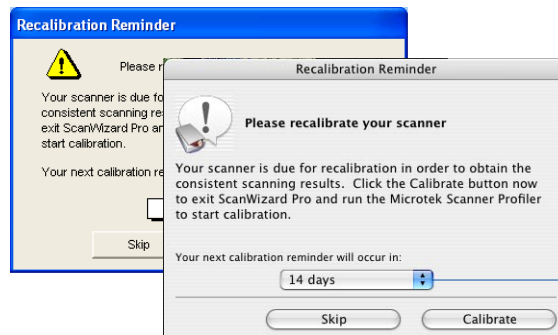 Recalibration Reminder
Please r
Your scanner is due fo
consistent scanning re
exit ScanWizard Pro an
start calibration.
Your next calibration re
Skip
Recalibration Reminder
Please recalibrate your scanner
Your scanner is due for recalibration in order to obtain the
consistent scanning results. Click the Calibrate button now
to exit ScanWizard Pro and run the Microtek Scanner Profiler
to start calibration.
Your next calibration reminder will occur in:
14 days
Skip Calibrate